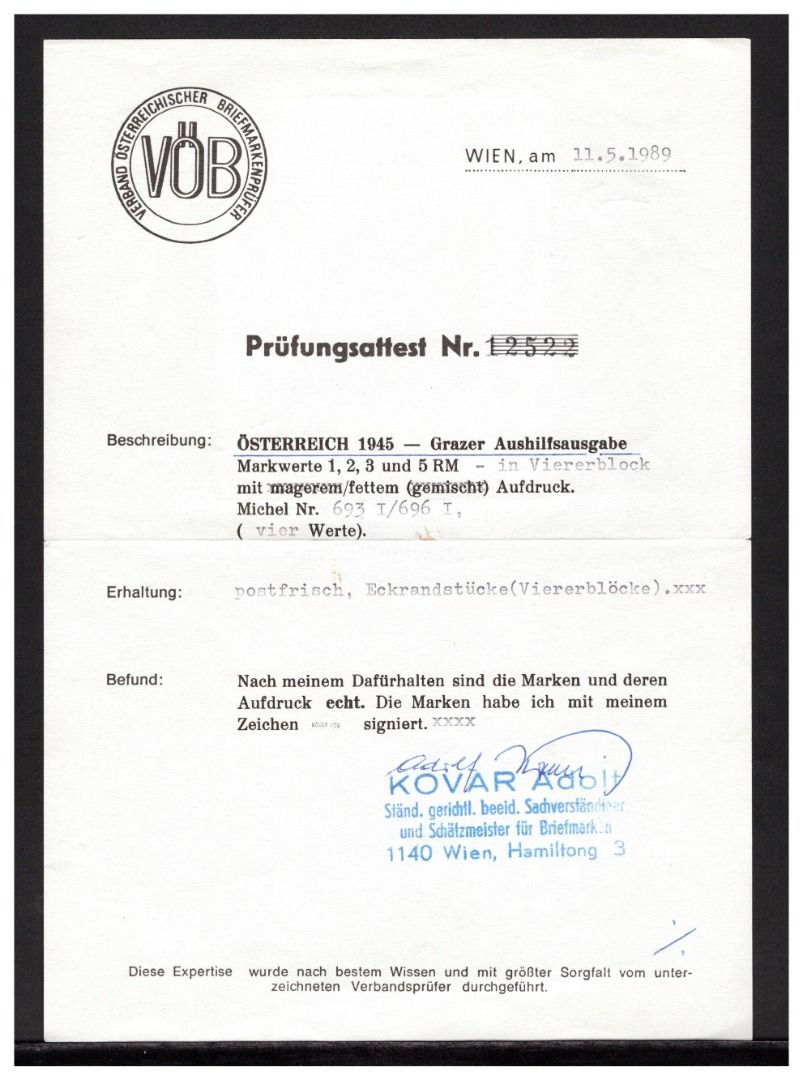 VERBAND ÖSTERREICHISCHER BRIEFMARKENPRÜFER
VÖB
WIEN, am 11.5.1989
Prüfungsattest Nr. 12522
Beschreibung: ÖSTERREICH 1945 — Grazer Aushilfsausgabe
Markwerte 1, 2, 3 und 5 RM - in Viererblock
mit magerem/fettem (gemischt) Aufdruck.
Michel Nr. 693 I/696 I,
( vier Werte).
Erhaltung: postfrisch, Eckrandstücke(Viererblöcke).xxx
Befund: Nach meinem Dafürhalten sind die Marken und deren
Aufdruck echt. Die Marken habe ich mit meinem
Zeichen signiert. XXXX
Adolf Kovar
KOVAR Adolf
Ständ. gerichtl. beeid. Sachverständiger
und Schätzmeister für Briefmarken
1140 Wien, Hamiltong 3
Diese Expertise wurde nach bestem Wissen und mit größter Sorgfalt vom unter-
zeichneten Verbandsprüfer durchgeführt.